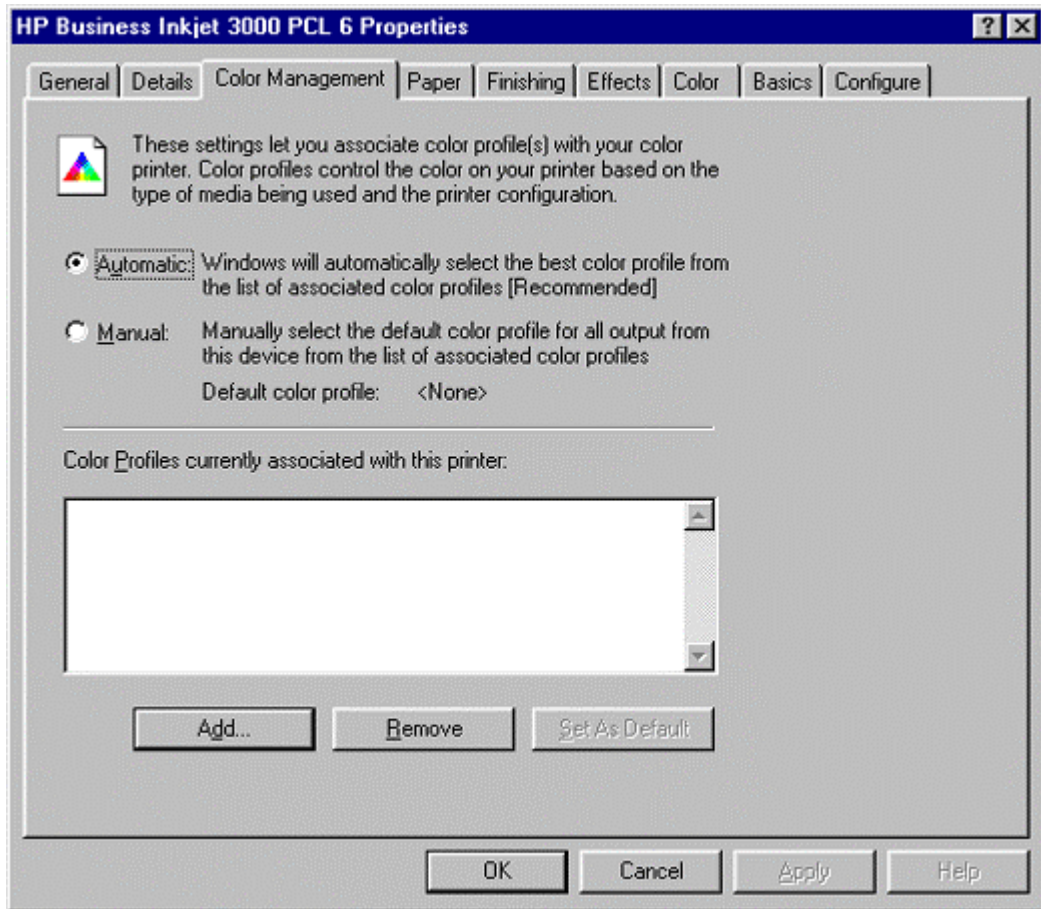 HP Business Inkjet 3000 PCL 6 Properties
General Details Color Management Paper Finishing Effects Color Basics Configure
These settings let you associate color profile(s) with your color
printer. Color profiles control the color on your printer based on the
type of media being used and the printer configuration.
Automatic: Windows will automatically select the best color profile from
the list of associated color profiles [Recommended]
Manual: Manually select the default color profile for all output from
this device from the list of associated color profiles
Default color profile: <None>
Color Profiles currently associated with this printer:
Add... Remove Set As Default
OK Cancel Apply Help